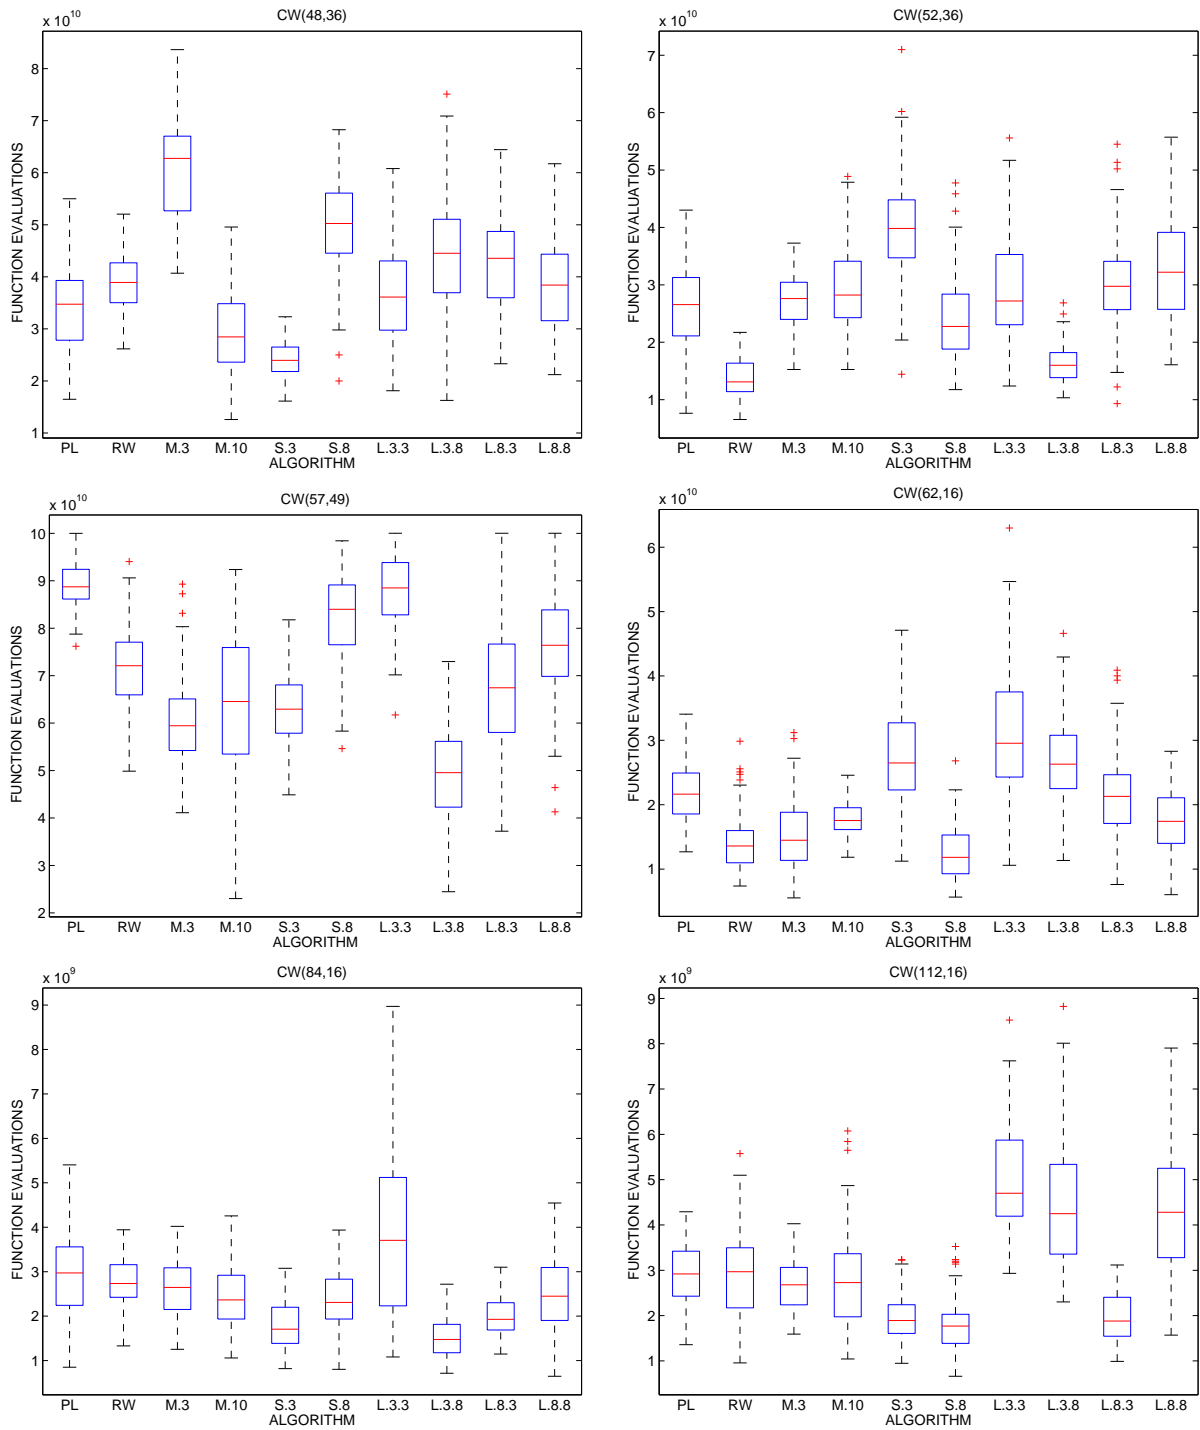 x 10^10
CW(48,36)
FUNCTION EVALUATIONS
8
7
6
5
4
3
2
1
PL RW M.3 M.10 S.3 S.8 L.3.3 L.3.8 L.8.3 L.8.8
ALGORITHM
x 10^10
CW(52,36)
FUNCTION EVALUATIONS
7
6
5
4
3
2
1
PL RW M.3 M.10 S.3 S.8 L.3.3 L.3.8 L.8.3 L.8.8
ALGORITHM
x 10^10
CW(57,49)
FUNCTION EVALUATIONS
10
9
8
7
6
5
4
3
2
PL RW M.3 M.10 S.3 S.8 L.3.3 L.3.8 L.8.3 L.8.8
ALGORITHM
x 10^10
CW(62,16)
FUNCTION EVALUATIONS
6
5
4
3
2
1
PL RW M.3 M.10 S.3 S.8 L.3.3 L.3.8 L.8.3 L.8.8
ALGORITHM
x 10^9
CW(84,16)
FUNCTION EVALUATIONS
9
8
7
6
5
4
3
2
1
PL RW M.3 M.10 S.3 S.8 L.3.3 L.3.8 L.8.3 L.8.8
ALGORITHM
x 10^9
CW(112,16)
FUNCTION EVALUATIONS
9
8
7
6
5
4
3
2
1
PL RW M.3 M.10 S.3 S.8 L.3.3 L.3.8 L.8.3 L.8.8
ALGORITHM